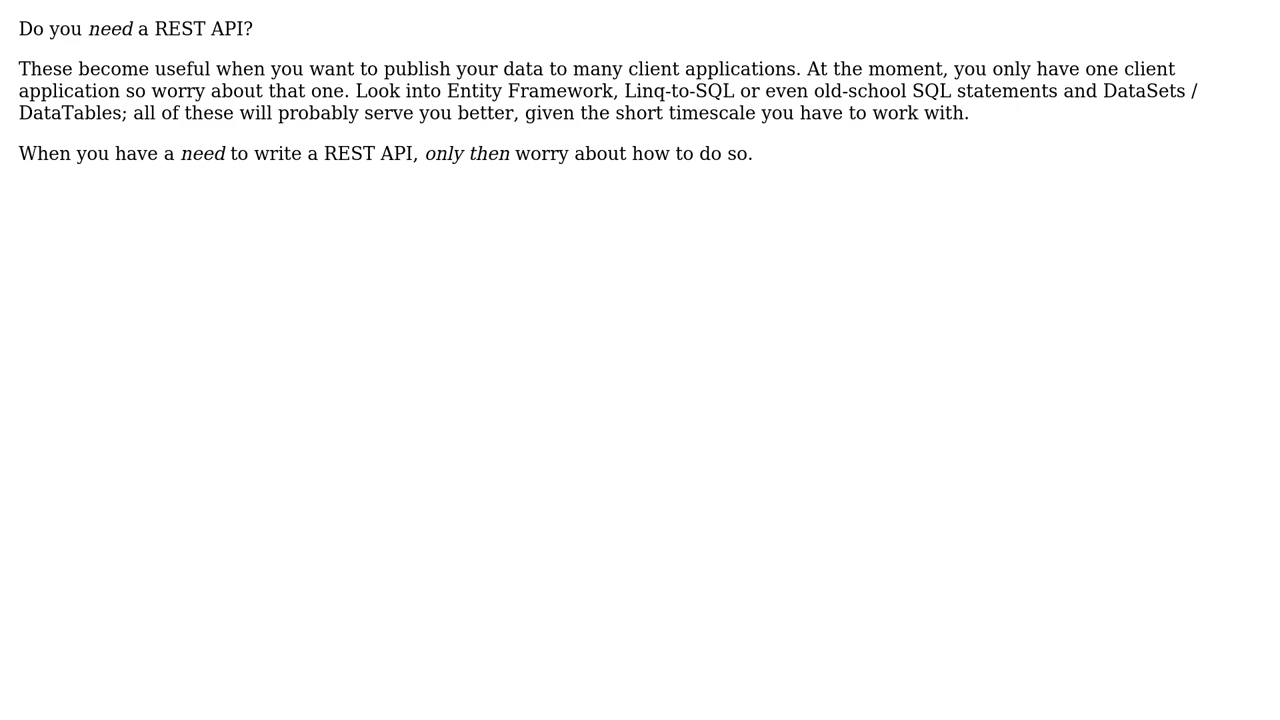 Do you need a REST API?
These become useful when you want to publish your data to many client applications. At the moment, you only have one client
application so worry about that one. Look into Entity Framework, Linq-to-SQL or even old-school SQL statements and DataSets /
DataTables; all of these will probably serve you better, given the short timescale you have to work with.
When you have a need to write a REST API, only then worry about how to do so.